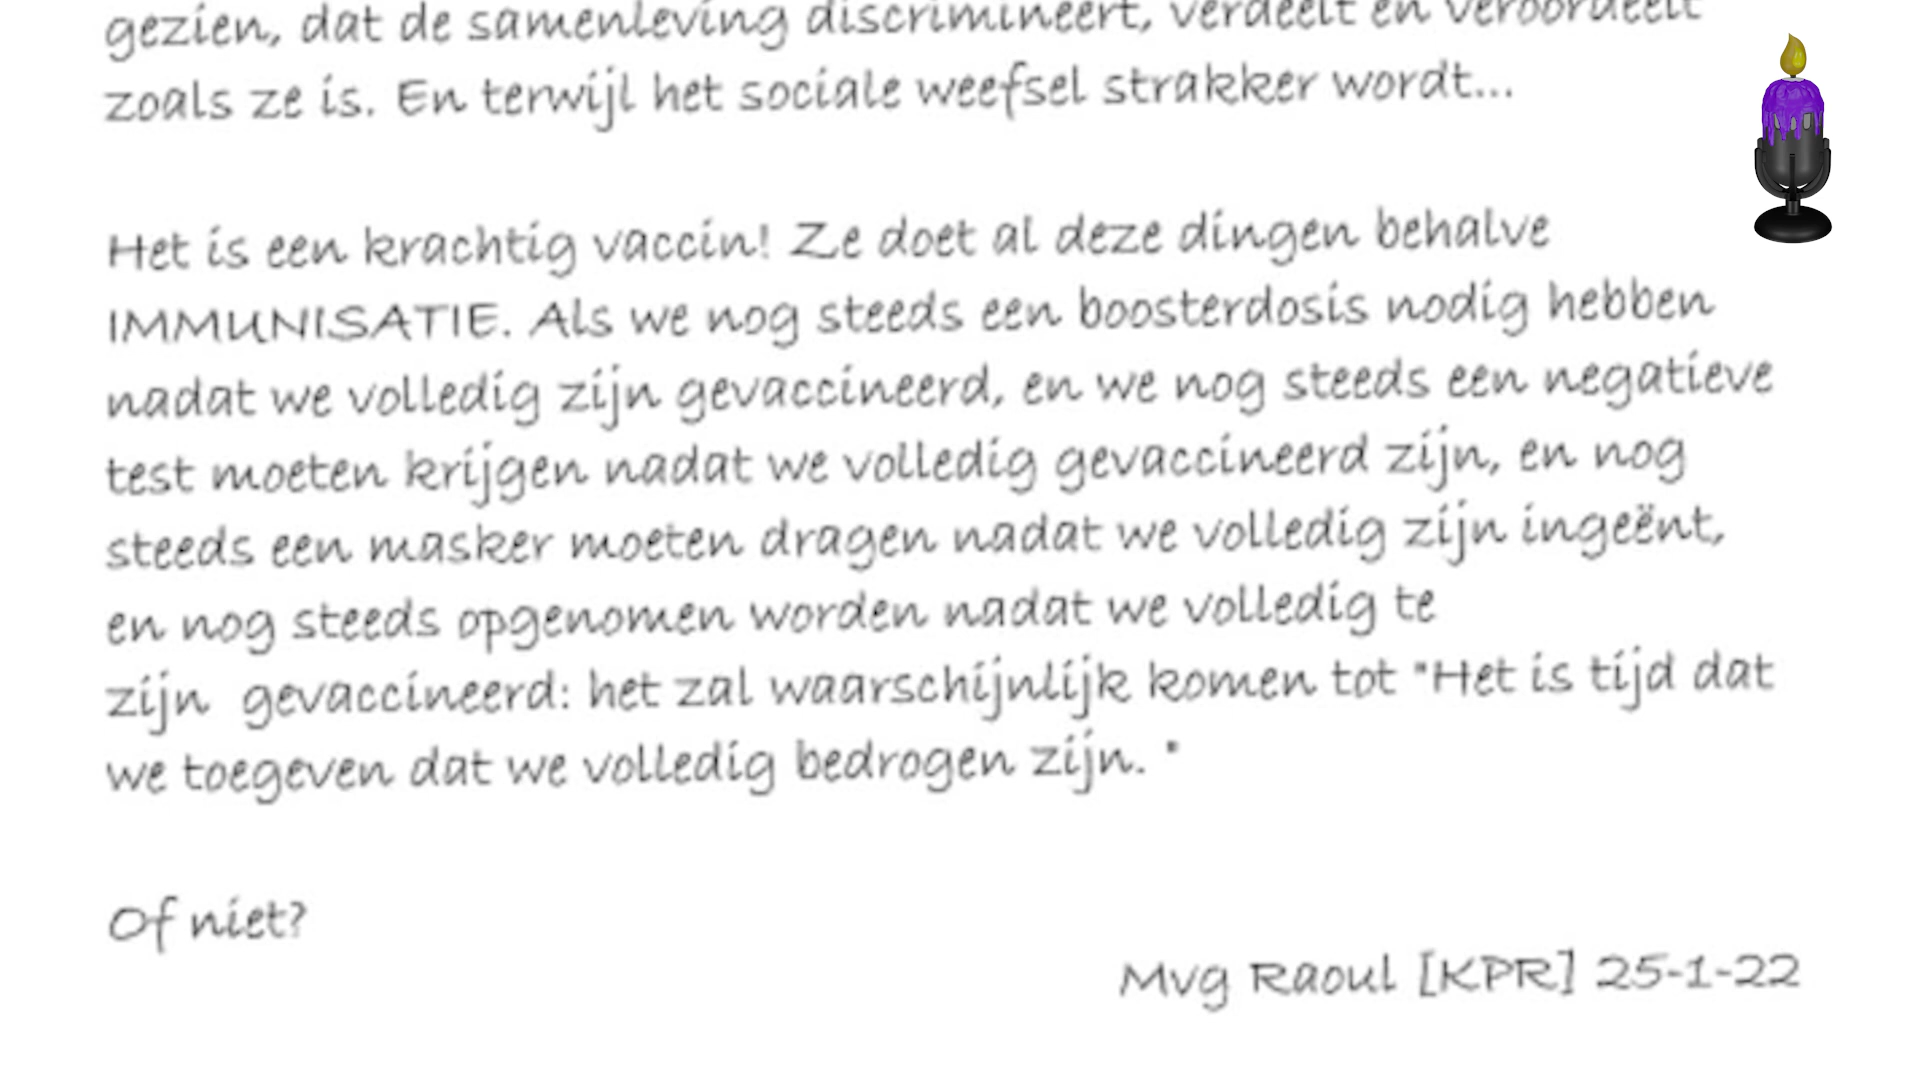 gezien, dat de samenleving discrimineert, verdeelt en veroordeelt
zoals ze is. En terwijl het sociale weefsel strakker wordt...
Het is een krachtig vaccin! Ze doet al deze dingen behalve
IMMUNISATIE. Als we nog steeds een boosterdosis nodig hebben
nadat we volledig zijn gevaccineerd, en we nog steeds een negatieve
test moeten krijgen nadat we volledig gevaccineerd zijn, en nog
steeds een masker moeten dragen nadat we volledig zijn ingeënt,
en nog steeds opgenomen worden nadat we volledig te
zijn  gevaccineerd: het zal waarschijnlijk komen tot "Het is tijd dat
we toegeven dat we volledig bedrogen zijn. "
Of niet?
Mvg Raoul [KPR] 25-1-22